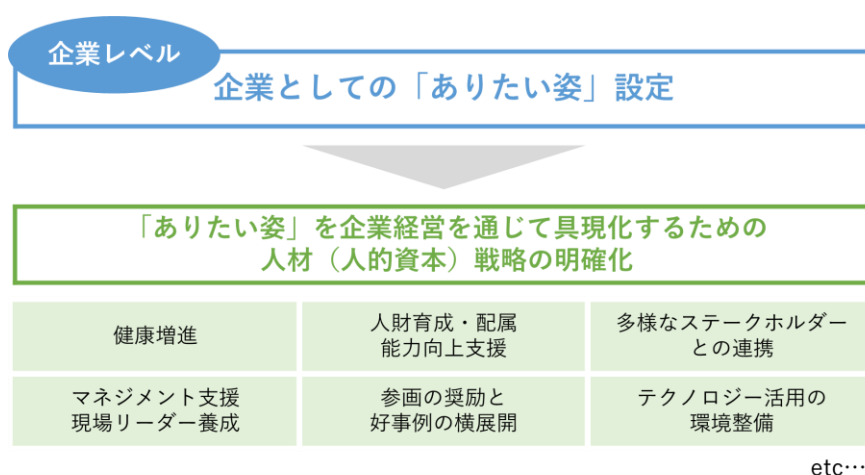 企業レベル
企業としての「ありたい姿」設定
「ありたい姿」を企業経営を通じて具現化するための
人材（人的資本）戦略の明確化
健康増進
人財育成・配属
能力向上支援
多様なステークホルダー
との連携
マネジメント支援
現場リーダー養成
参画の奨励と
好事例の横展開
テクノロジー活用の
環境整備
etc…